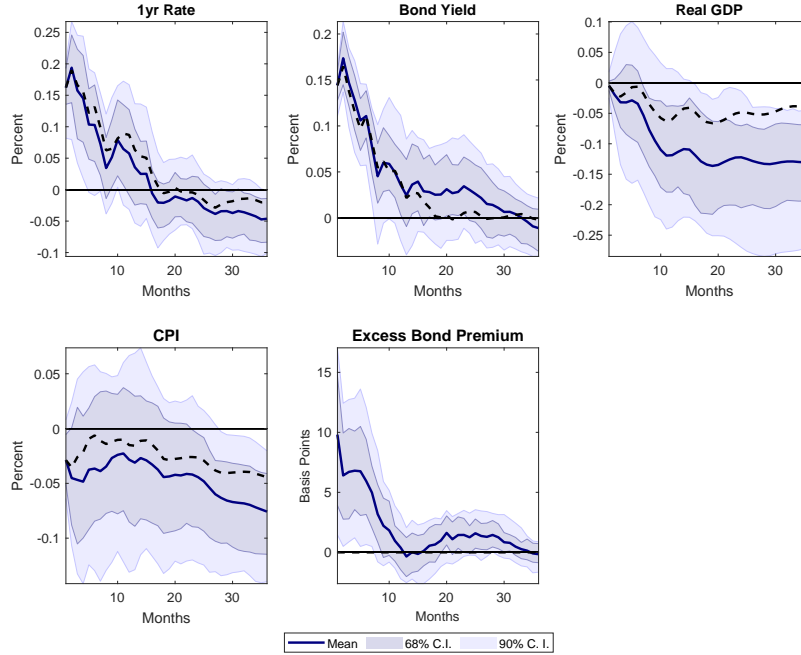 1yr Rate
0.25
0.2
0.15
0.1
0.05
0
-0.05
-0.1
Percent
10 20 30
Months
Bond Yield
0.2
0.15
0.1
0.05
0
Percent
10 20 30
Months
Real GDP
0.1
0.05
0
-0.05
-0.1
-0.15
-0.2
-0.25
Percent
10 20 30
Months
CPI
0.05
0
-0.05
-0.1
Percent
10 20 30
Months
Excess Bond Premium
15
10
5
0
Basis Points
10 20 30
Months
Mean 68% C.I. 90% C. I.